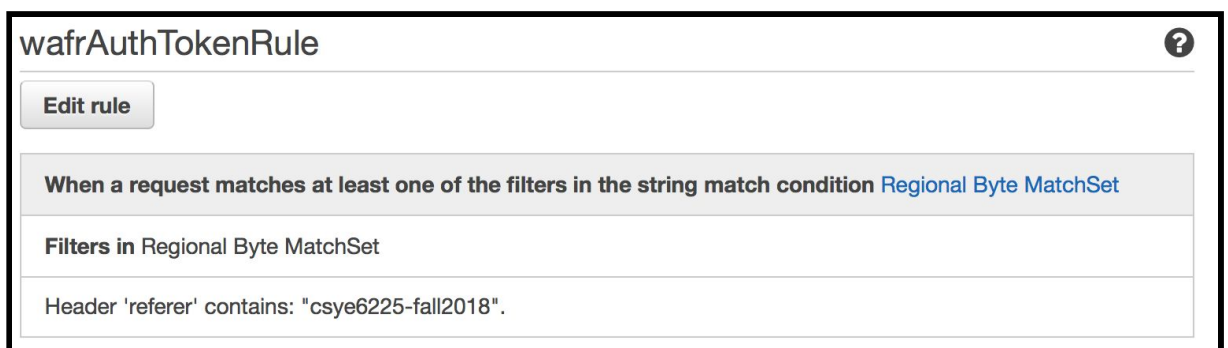 wafrAuthTokenRule
?
Edit rule
When a request matches at least one of the filters in the string match condition Regional Byte MatchSet
Filters in Regional Byte MatchSet
Header 'referer' contains: "csye6225-fall2018".